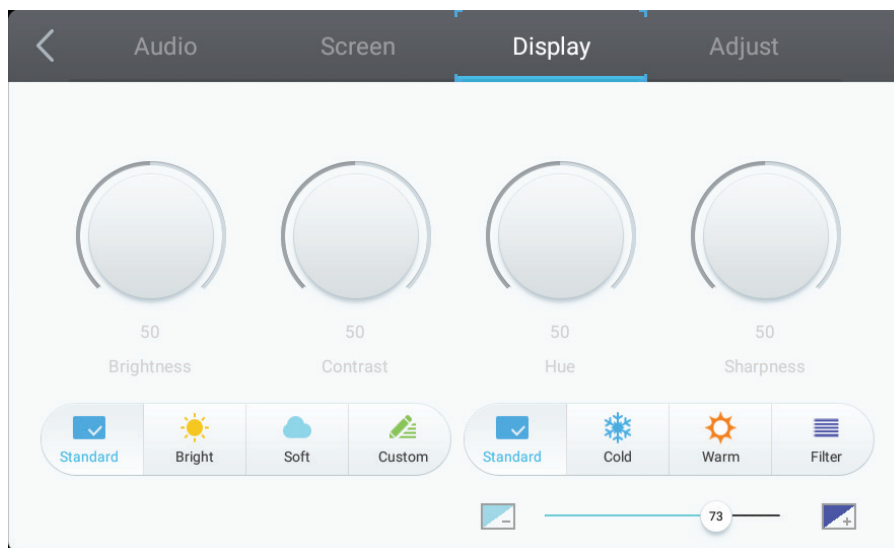 Audio Screen Display Adjust
50 50 50 50
Brightness Contrast Hue Sharpness
Standard Bright Soft Custom Standard Cold Warm Filter
73